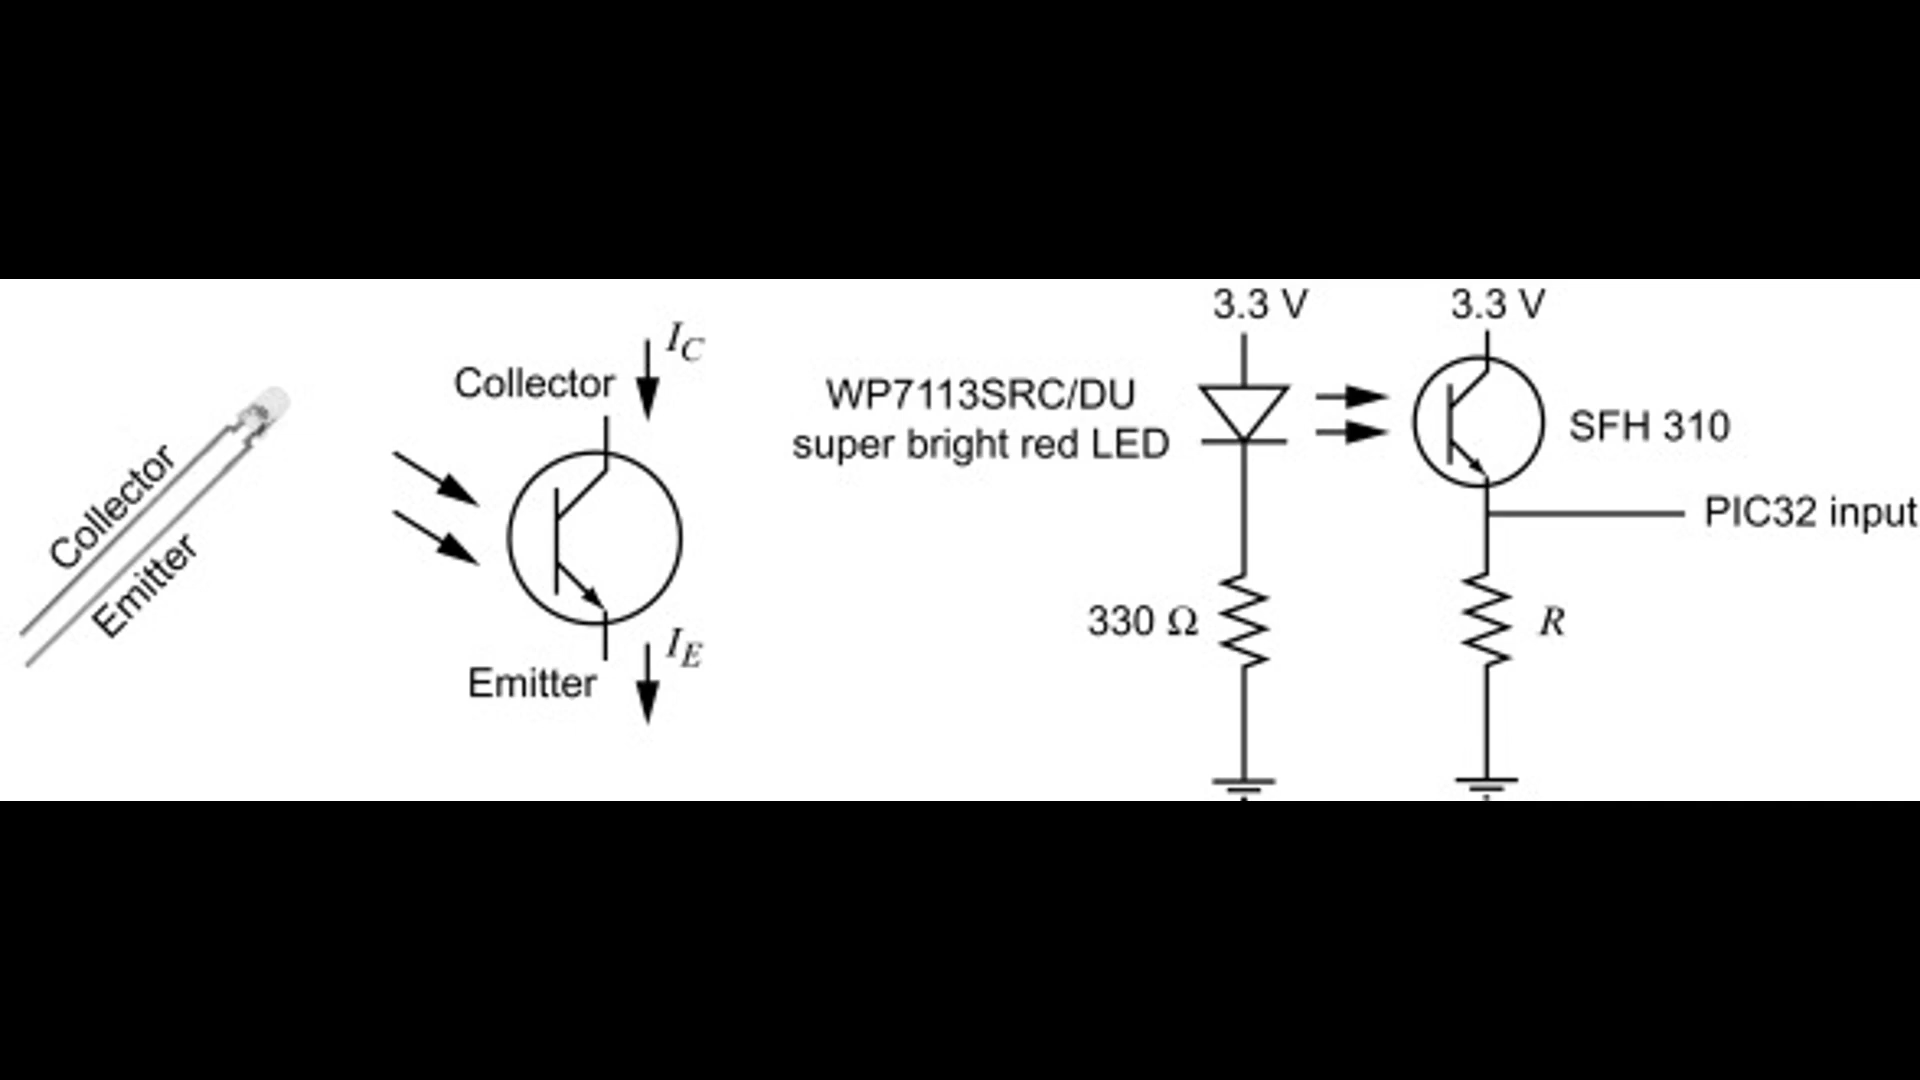 Collector
Emitter
Collector
I_C
Emitter
I_E
WP7113SRC/DU
super bright red LED
3.3 V
330 Ω
3.3 V
SFH 310
PIC32 input
R